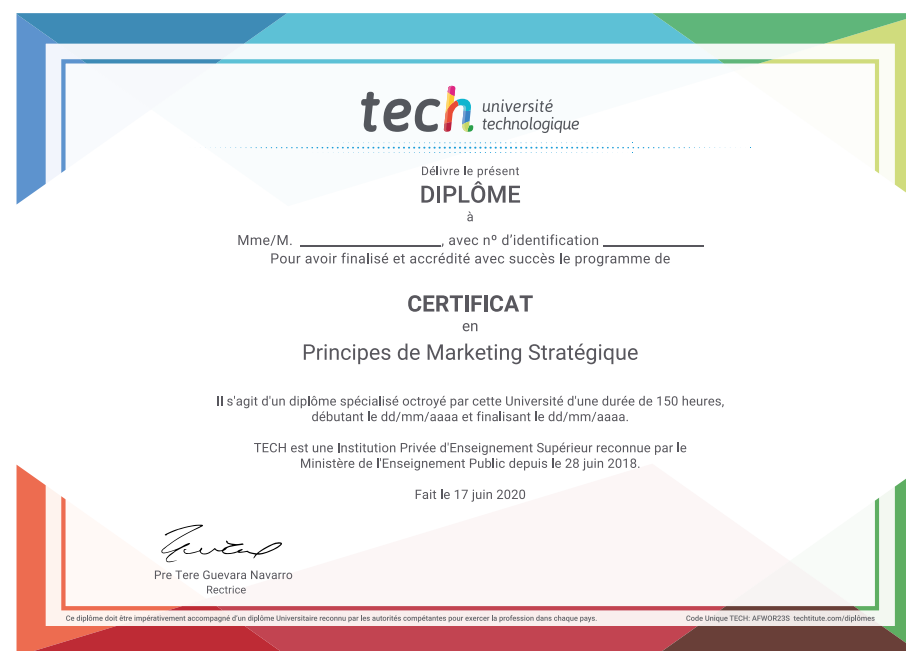 tech université
technologique
Délivre le présent
DIPLÔME
à
Mme/M. ____________________, avec nº d'identification ______________
Pour avoir finalisé et accrédité avec succès le programme de
CERTIFICAT
en
Principes de Marketing Stratégique
Il s'agit d'un diplôme spécialisé octroyé par cette Université d'une durée de 150 heures,
débutant le dd/mm/aaaa et finalisant le dd/mm/aaaa.
TECH est une Institution Privée d'Enseignement Supérieur reconnue par le
Ministère de l'Enseignement Public depuis le 28 juin 2018.
Fait le 17 juin 2020
Pre Tere Guevara Navarro
Rectrice
Ce diplôme doit être impérativement accompagné d'un diplôme Universitaire reconnu par les autorités compétantes pour exercer la profession dans chaque pays.
Code Unique TECH: AFWOR23S techtitute.com/diplômes